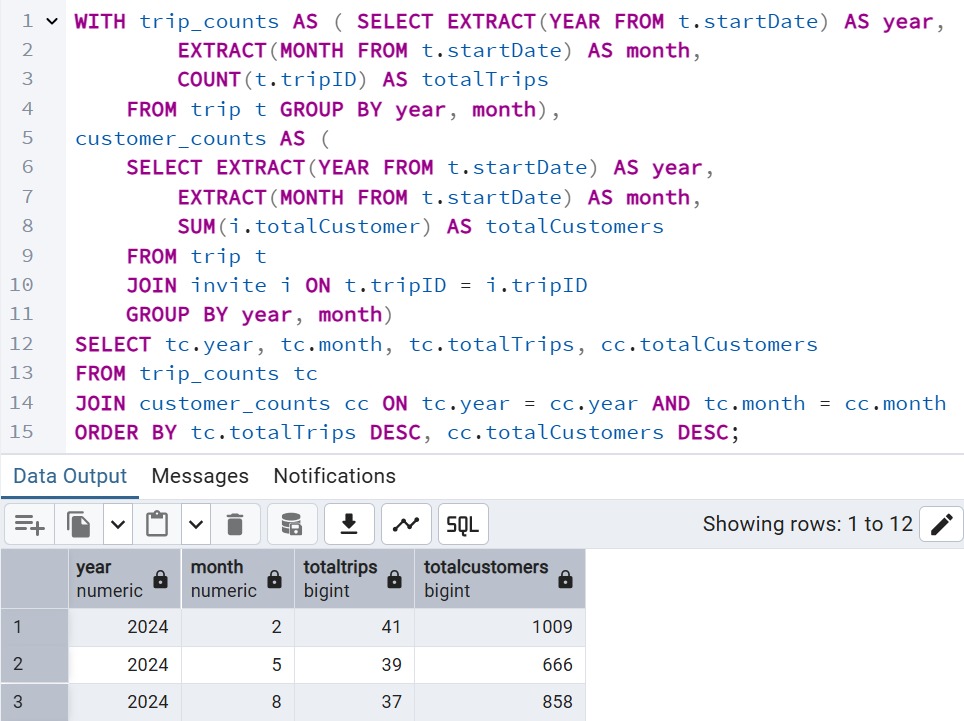 1 WITH trip_counts AS ( SELECT EXTRACT(YEAR FROM t.startDate) AS year,
2 EXTRACT(MONTH FROM t.startDate) AS month,
3 COUNT(t.tripID) AS totalTrips
4 FROM trip t GROUP BY year, month),
5 customer_counts AS (
6 SELECT EXTRACT(YEAR FROM t.startDate) AS year,
7 EXTRACT(MONTH FROM t.startDate) AS month,
8 SUM(i.totalCustomer) AS totalCustomers
9 FROM trip t
10 JOIN invite i ON t.tripID = i.tripID
11 GROUP BY year, month)
12 SELECT tc.year, tc.month, tc.totalTrips, cc.totalCustomers
13 FROM trip_counts tc
14 JOIN customer_counts cc ON tc.year = cc.year AND tc.month = cc.month
15 ORDER BY tc.totalTrips DESC, cc.totalCustomers DESC;
Data Output Messages Notifications
SQL Showing rows: 1 to 12
year month totaltrips totalcustomers
numeric numeric bigint bigint
1 2024 2 41 1009
2 2024 5 39 666
3 2024 8 37 858